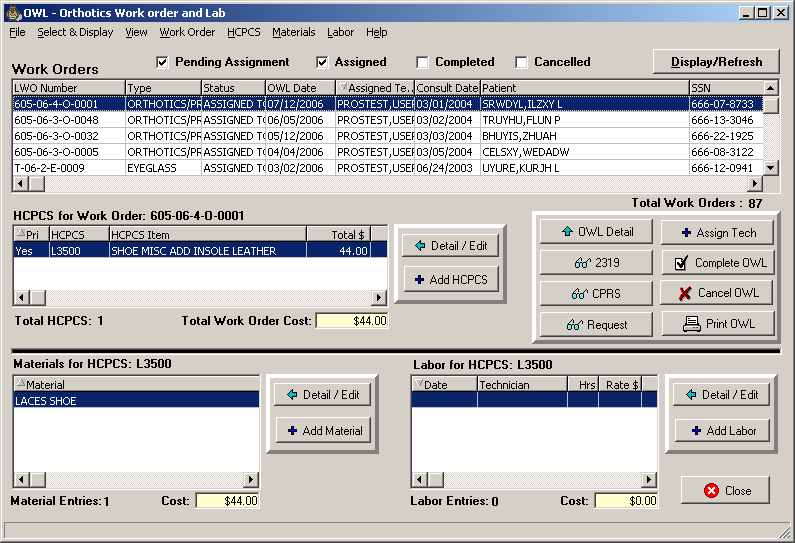 OWL - Orthotics Work order and Lab
File Select & Display View Work Order HCPCS Materials Labor Help
Work Orders Pending Assignment Assigned Completed Cancelled Display/Refresh
LWO Number Type Status OWL Date Assigned Te.. Consult Date Patient SSN
605-06-4-O-0001 ORTHOTICS/PR ASSIGNED TO 07/12/2006 PROSTEST,USER 03/01/2004 SRWDYL,ILZXY L 666-07-8733
605-06-3-O-0048 ORTHOTICS/PR ASSIGNED TO 06/05/2006 PROSTEST,USER 03/02/2004 TRUYHU,FLUN P 666-13-3046
605-06-3-O-0032 ORTHOTICS/PR ASSIGNED TO 05/12/2006 PROSTEST,USER 03/03/2004 BHUYIS,ZHUAH 666-22-1925
605-06-3-O-0005 ORTHOTICS/PR ASSIGNED TO 04/04/2006 PROSTEST,USER 03/05/2004 CELSXY,WEDADW 666-08-3122
T-06-2-E-0009 EYEGLASS ASSIGNED TO 03/02/2006 PROSTEST,USER 06/24/2003 UYURE,KURJH L 666-12-0941
Total Work Orders : 87
HCPCS for Work Order: 605-06-4-O-0001
Pri HCPCS HCPCS Item Total $
Yes L3500 SHOE MISC ADD INSOLE LEATHER 44.00
Detail / Edit
Add HCPCS
Total HCPCS: 1 Total Work Order Cost: $44.00
OWL Detail Assign Tech
2319 Complete OWL
CPRS Cancel OWL
Request Print OWL
Materials for HCPCS: L3500
Material
LACES SHOE
Detail / Edit
Add Material
Material Entries: 1 Cost: $44.00
Labor for HCPCS: L3500
Date Technician Hrs Rate $
Detail / Edit
Add Labor
Labor Entries: 0 Cost: $0.00
Close